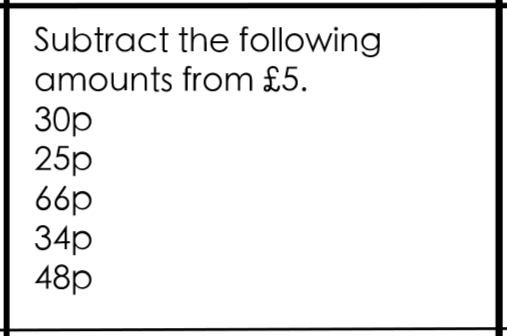 Subtract the following
amounts from £5.
30p
25p
66p
34p
48p